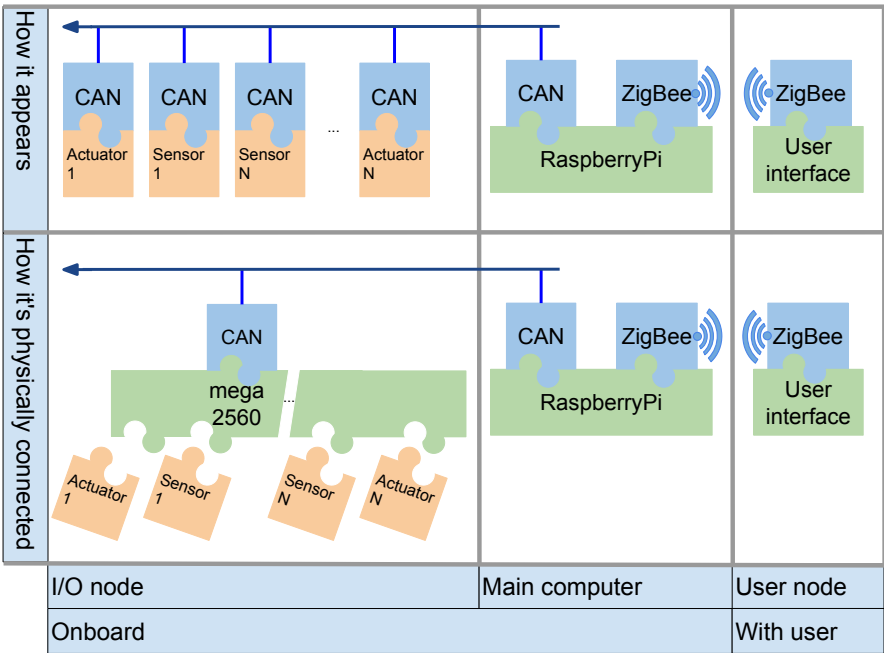 How it appears
CAN
CAN
CAN
CAN
Actuator
1
Sensor
1
Sensor
N
...
Actuator
N
CAN
ZigBee
RaspberryPi
ZigBee
User
interface
How it's physically connected
CAN
mega
2560
...
Actuator
1
Sensor
1
Sensor
N
Actuator
N
CAN
ZigBee
RaspberryPi
ZigBee
User
interface
I/O node
Main computer
User node
Onboard
With user